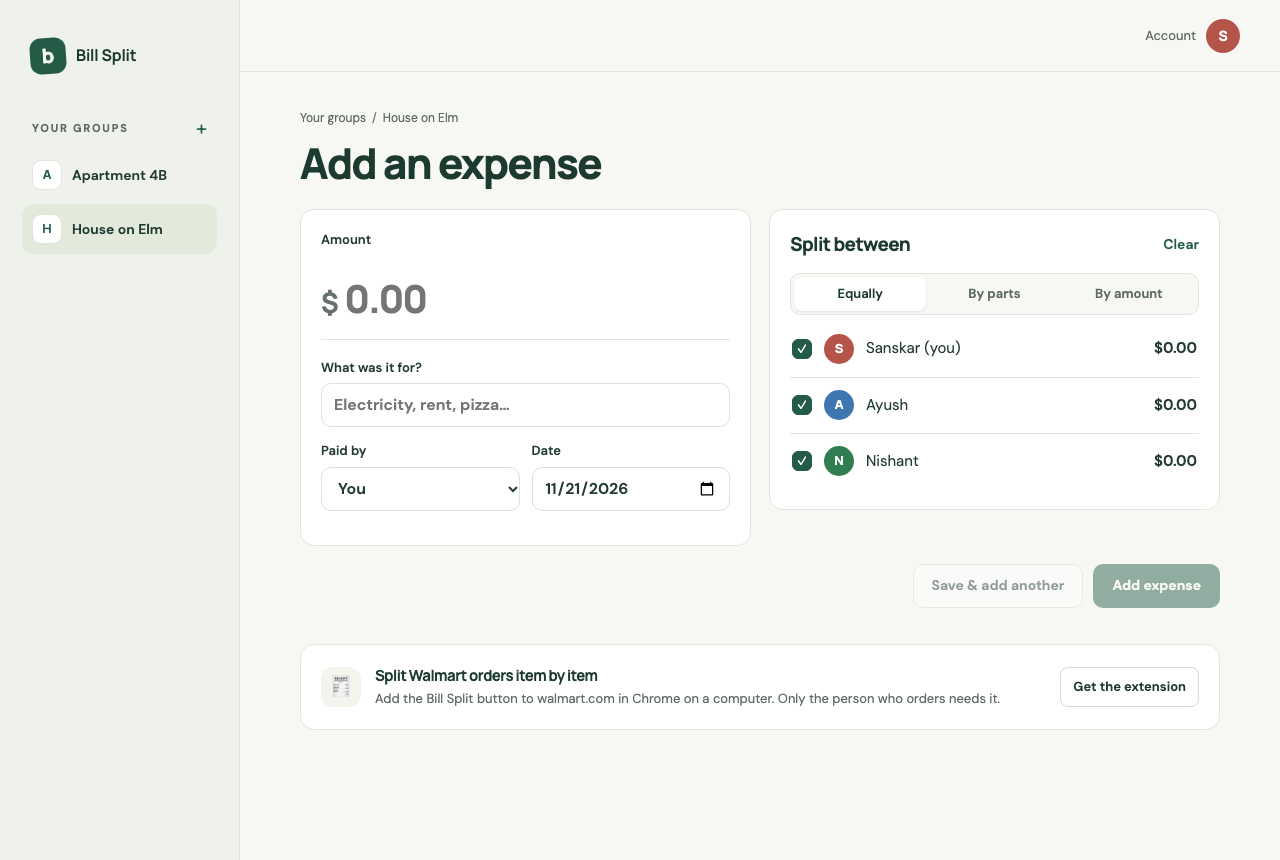 b Bill Split
YOUR GROUPS +
A Apartment 4B
H House on Elm
Account S
Your groups / House on Elm
Add an expense
Amount
$ 0.00
What was it for?
Electricity, rent, pizza…
Paid by Date
You 11/21/2026
Split between Clear
Equally By parts By amount
S Sanskar (you) $0.00
A Ayush $0.00
N Nishant $0.00
Save & add another Add expense
Split Walmart orders item by item
Add the Bill Split button to walmart.com in Chrome on a computer. Only the person who orders needs it.
Get the extension